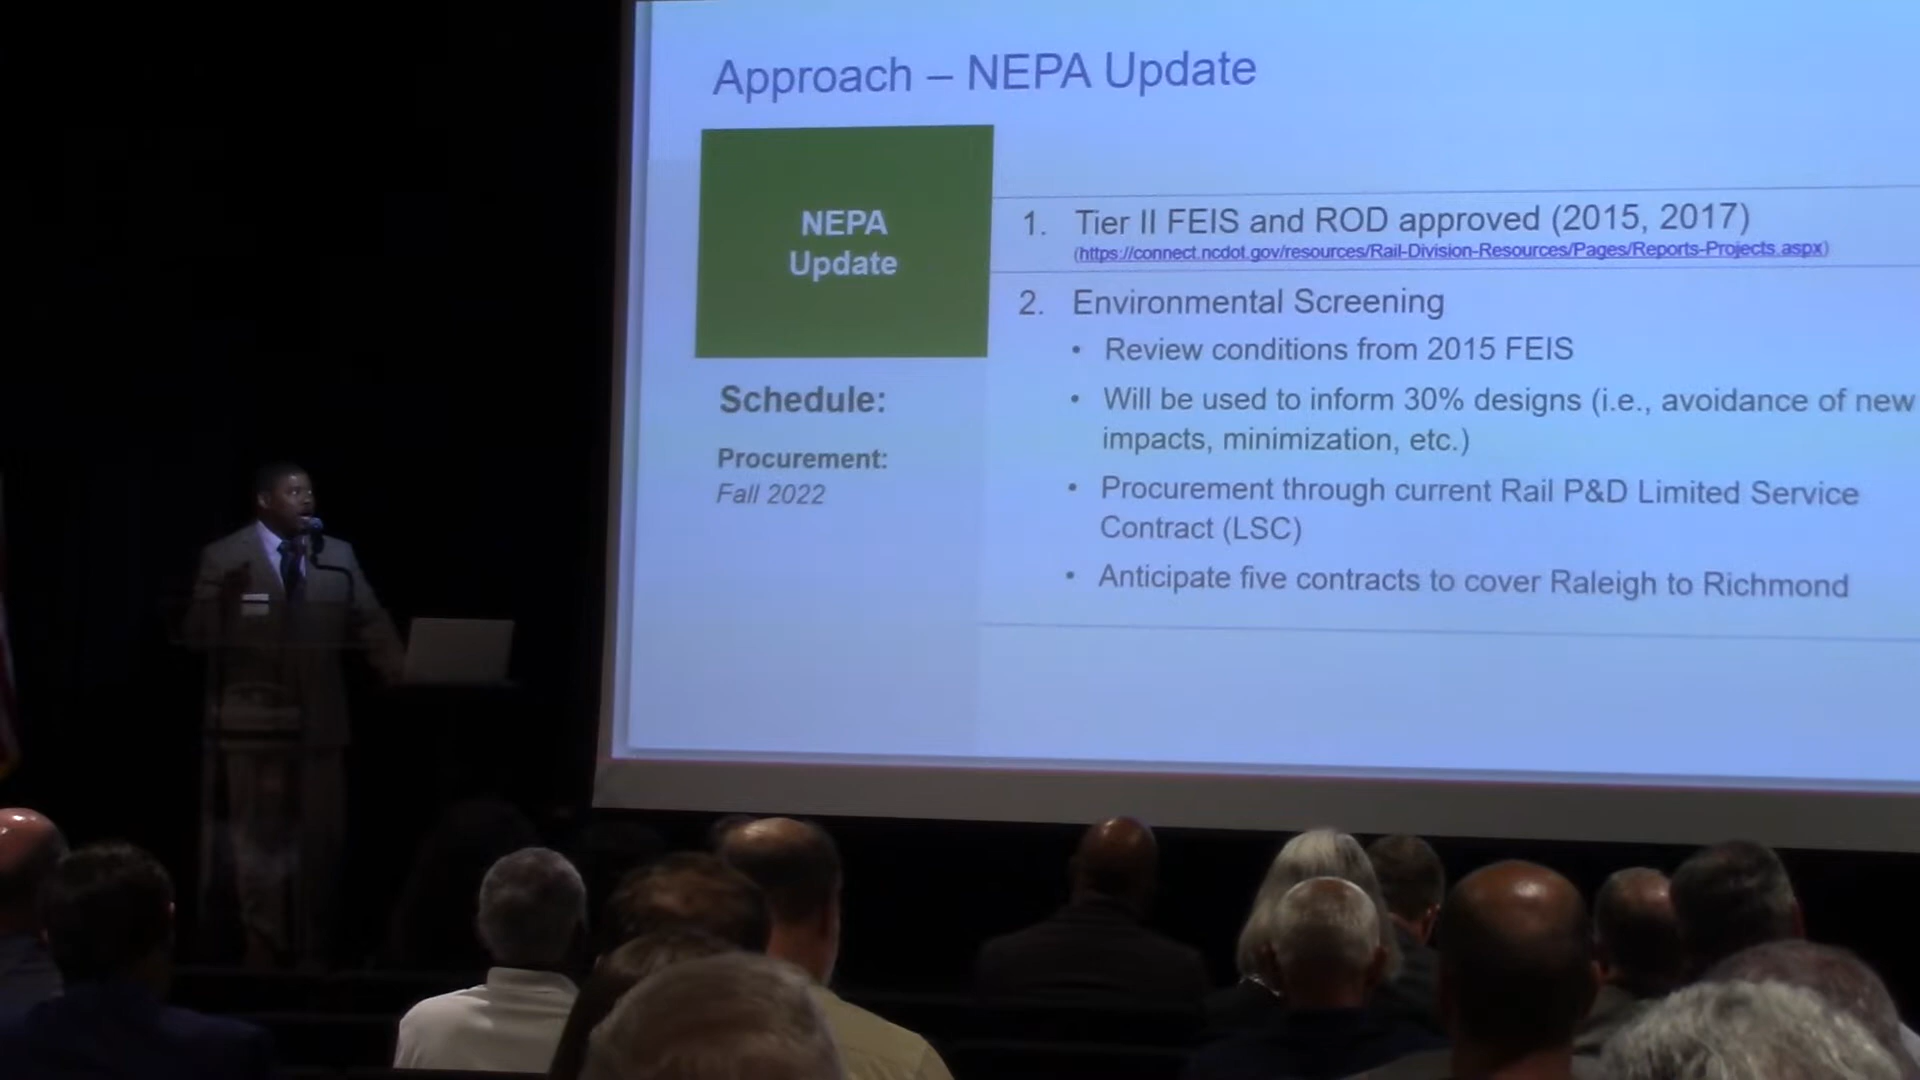 Approach – NEPA Update
NEPA
Update
Schedule:
Procurement:
Fall 2022
1. Tier II FEIS and ROD approved (2015, 2017)
(https://connect.ncdot.gov/resources/Rail-Division-Resources/Pages/Reports-Projects.aspx)
2. Environmental Screening
• Review conditions from 2015 FEIS
• Will be used to inform 30% designs (i.e., avoidance of new
impacts, minimization, etc.)
• Procurement through current Rail P&D Limited Service
Contract (LSC)
• Anticipate five contracts to cover Raleigh to Richmond